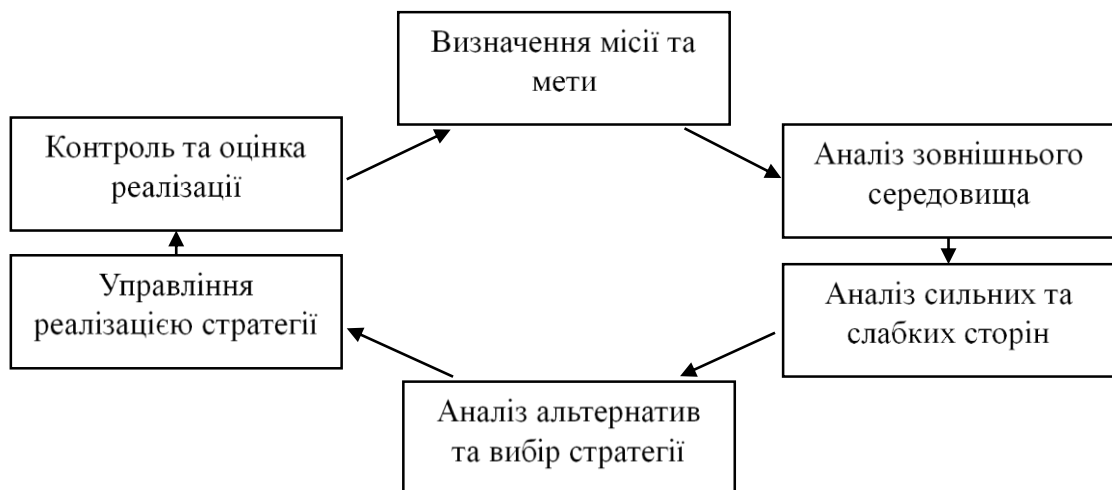 Визначення місії та
мети
Контроль та оцінка
реалізації
Аналіз зовнішнього
середовища
Управління
реалізацією стратегії
Аналіз сильних та
слабких сторін
Аналіз альтернатив
та вибір стратегії